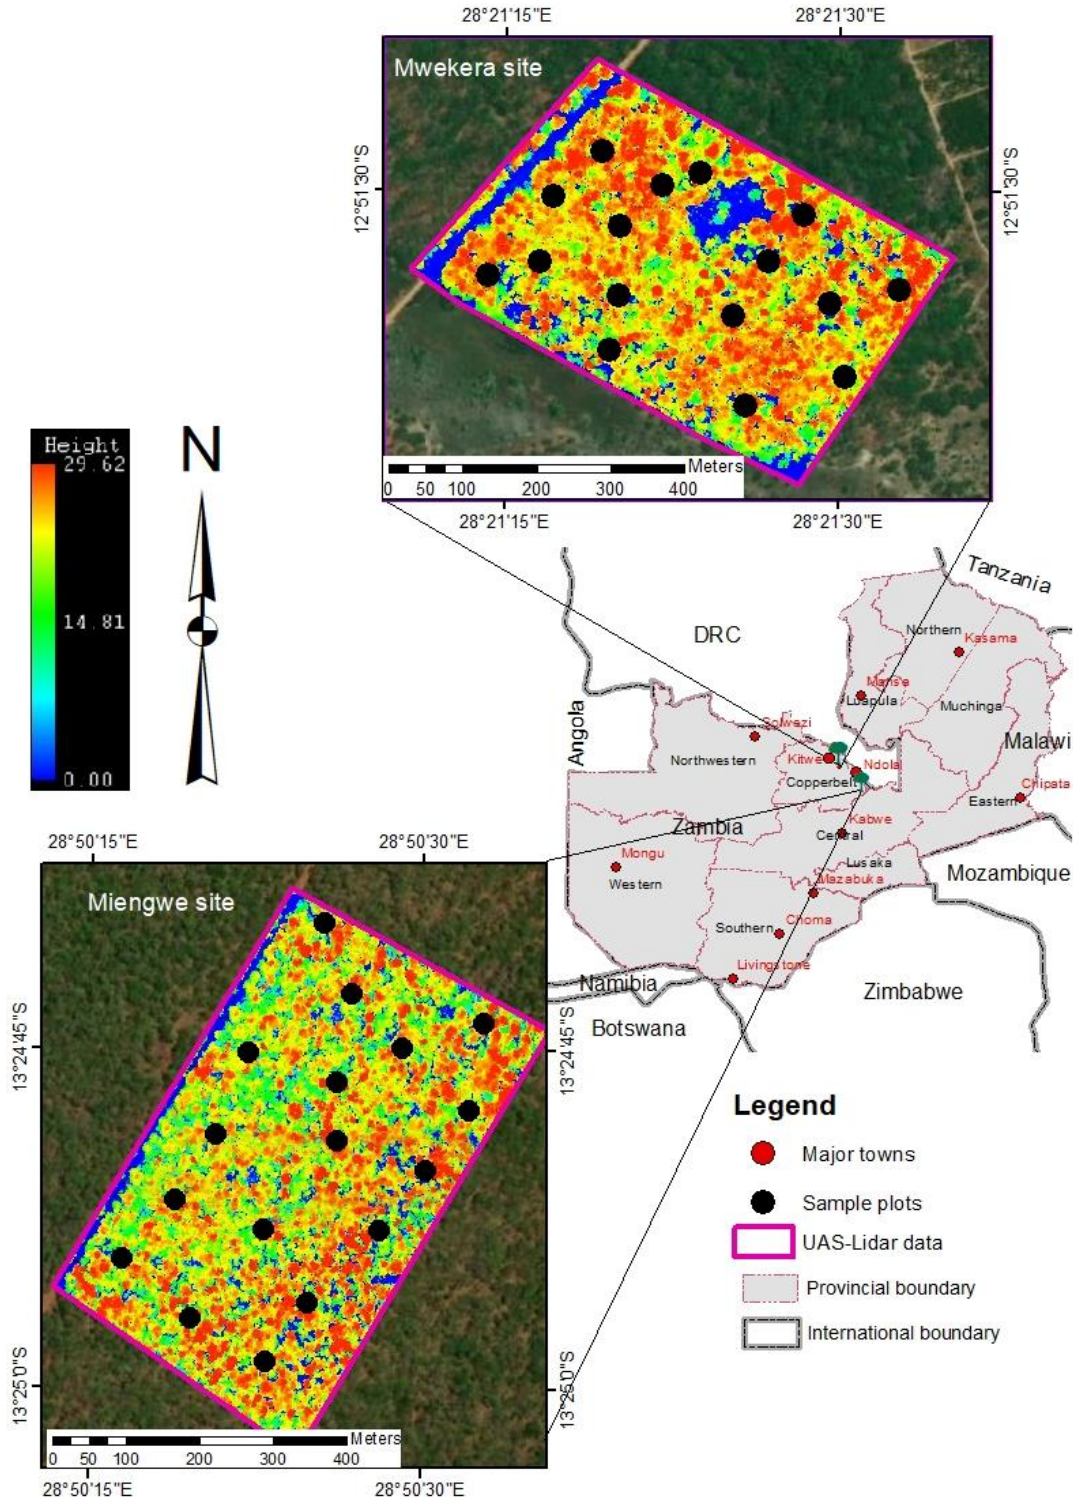 28°21'15"E
28°21'30"E
Mwekera site
12°51'30"S
12°51'30"S
Meters
0 50 100 200 300 400
28°21'15"E
28°21'30"E
Height
29.62
14.81
0.00
N
Tanzania
DRC
Northern
Kasama
Mansa
Luapula
Muchinga
Angola
Solwezi
Malawi
Northwestern
Kitwe
Ndola
Copperbelt
Chipata
Eastern
Kabwe
Zambia
Central
Mongu
Lusaka
Western
Mazabuka
Mozambique
Choma
Southern
Livingstone
Namibia
Zimbabwe
Botswana
28°50'15"E
28°50'30"E
Miengwe site
13°24'45"S
13°24'45"S
13°25'0"S
13°25'0"S
Meters
0 50 100 200 300 400
28°50'15"E
28°50'30"E
Legend
Major towns
Sample plots
UAS-Lidar data
Provincial boundary
International boundary